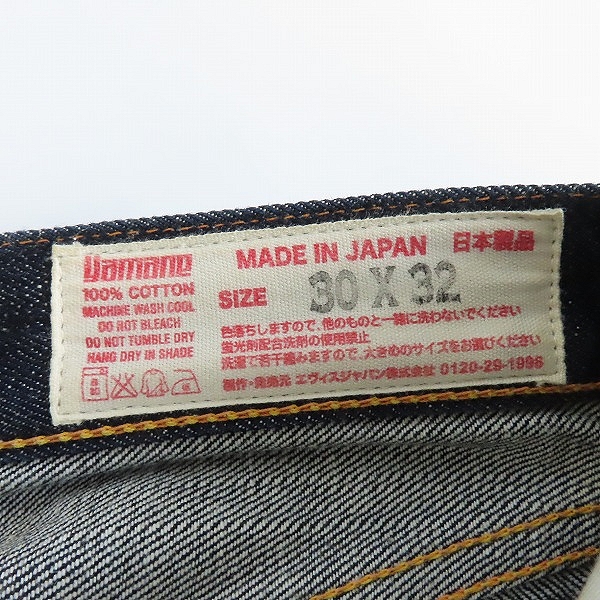 Yamane
MADE IN JAPAN 日本製品
100% COTTON
MACHINE WASH COOL
DO NOT BLEACH
DO NOT TUMBLE DRY
HANG DRY IN SHADE
SIZE 30 X 32
色落ちしますので、他のものと一緒に洗わないでください
蛍光剤配合洗剤の使用禁止
洗濯で若干縮みますので、大きめのサイズをお選びください
製作・発売元 エヴィスジャパン株式会社 0120-29-1996